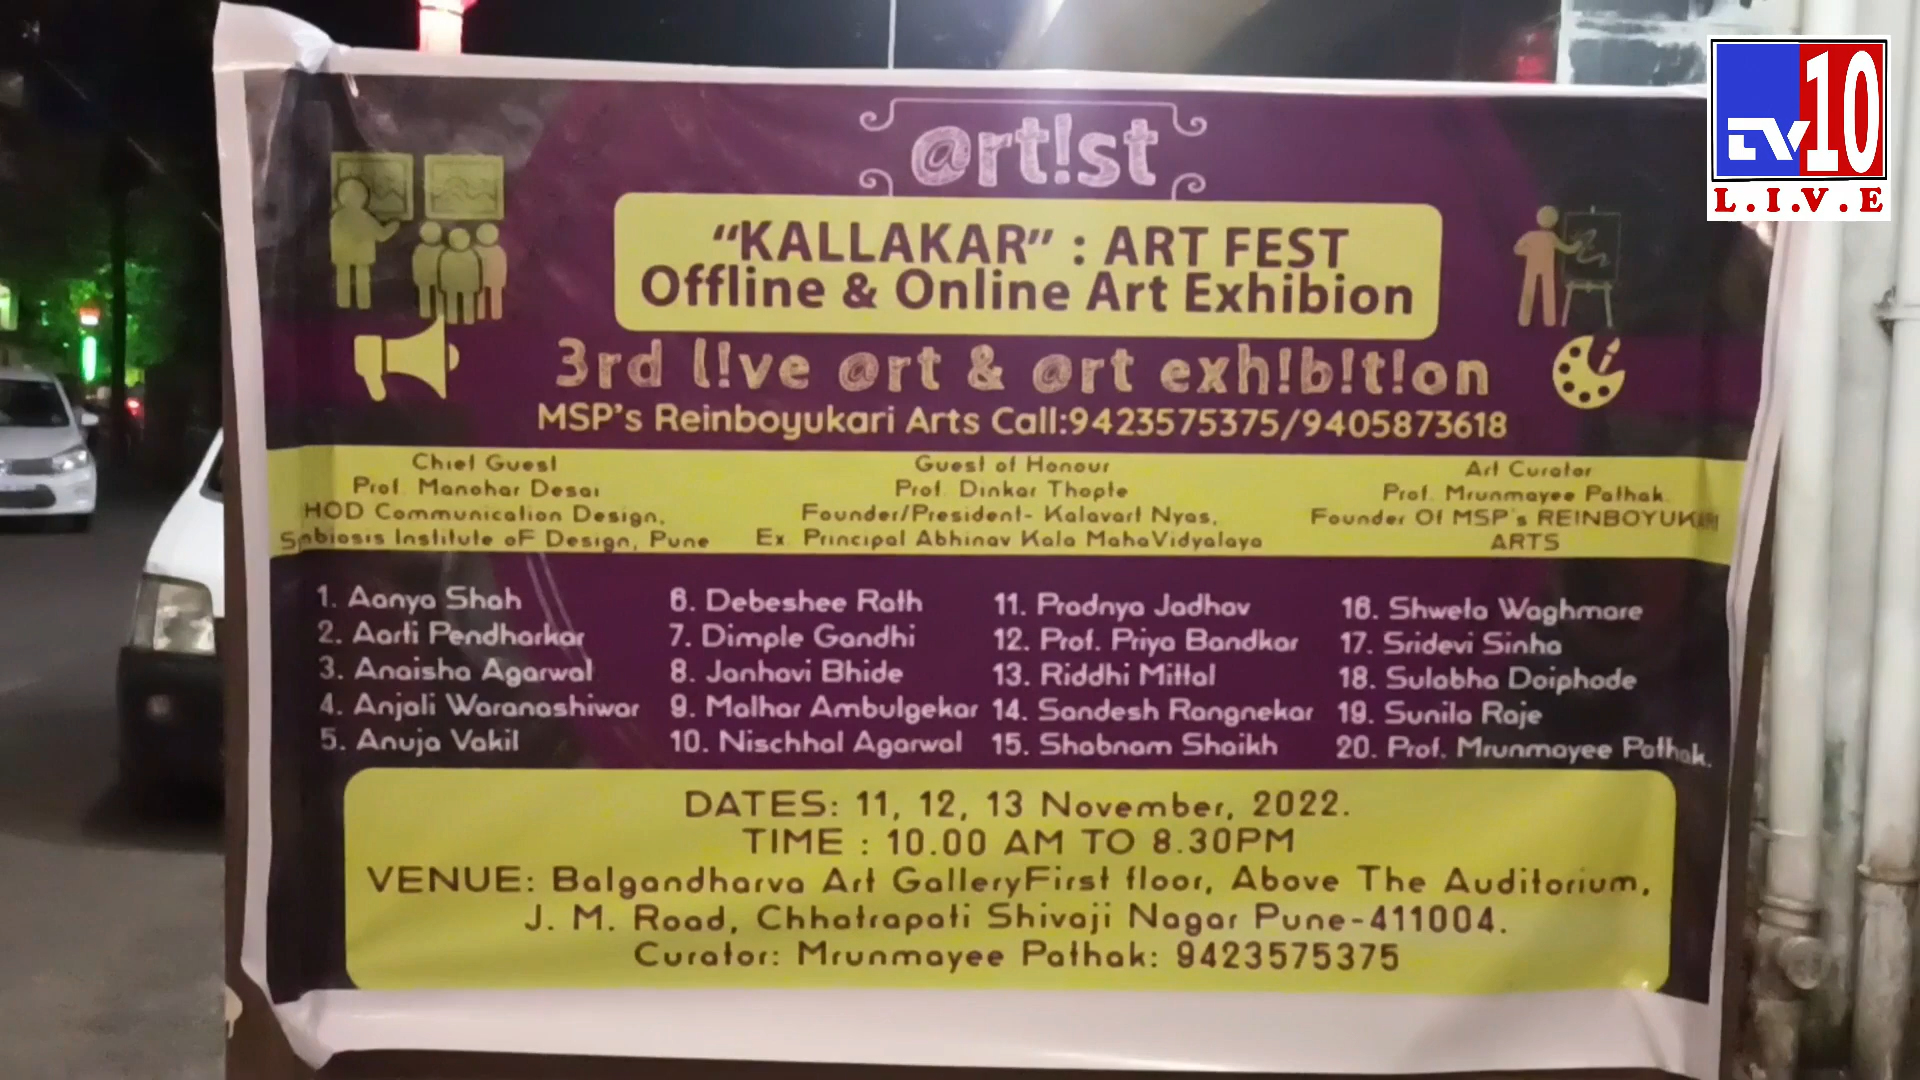 @rt!st
"KALLAKAR" : ART FEST
Offline & Online Art Exhibion
3rd l!ve @rt & @rt exh!b!t!on
MSP's Reinboyukari Arts Call:9423575375/9405873618
Chief Guest
Prof. Manohar Desai
HOD Communication Design,
Smbiosis Institute oF Design, Pune
Guest of Honour
Prof. Dinkar Thopte
Founder/President- Kalavart Nyas,
Ex. Principal Abhinav Kala MahaVidyalaya
Art Curator
Prof. Mrunmayee Pathak.
Founder Of MSP's REINBOYUKARI
ARTS
1. Aanya Shah
2. Aarti Pendharkar
3. Anaisha Agarwal
4. Anjali Waranashiwar
5. Anuja Vakil
6. Debeshee Rath
7. Dimple Gandhi
8. Janhavi Bhide
9. Malhar Ambulgekar
10. Nischhal Agarwal
11. Pradnya Jadhav
12. Prof. Priya Bandkar
13. Riddhi Mittal
14. Sandesh Rangnekar
15. Shabnam Shaikh
16. Shweta Waghmare
17. Sridevi Sinha
18. Sulabha Doiphode
19. Sunila Raje
20. Prof. Mrunmayee Pathak.
DATES: 11, 12, 13 November, 2022.
TIME : 10.00 AM TO 8.30PM
VENUE: Balgandharva Art GalleryFirst floor, Above The Auditorium,
J. M. Road, Chhatrapati Shivaji Nagar Pune-411004.
Curator: Mrunmayee Pathak: 9423575375
tv10
L.I.V.E